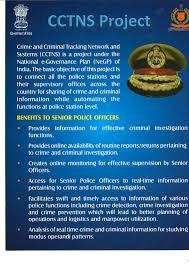 CCTNS Project
Crime and Criminal Tracking Network and
Systems (CCTNS) is a project under the
National e-Governance Plan (NeGP) of
India. The basic objective of this project is
to connect all the police stations and
their supervisor officers across the
country for sharing of crime and criminal
information while automating the
functions at police station level.
BENEFITS TO SENIOR POLICE OFFICERS
• Provides Information for effective criminal investigation
functions.
• Provides online availability of routine reports/returns pertaining
to crime and criminal investigation.
• Creates online monitoring for effective supervision by Senior
Officers.
• Access for Senior Police Officers to real-time information
pertaining to crime and criminal investigation.
• Facilitates swift and timely access to Information of various
police functions including crime detection, crime investigation
and crime prevention which will lead to better planning of
operations and logistics and manpower utilization.
• Analysis of real time crime and criminal information for studying
modus operandi patterns.